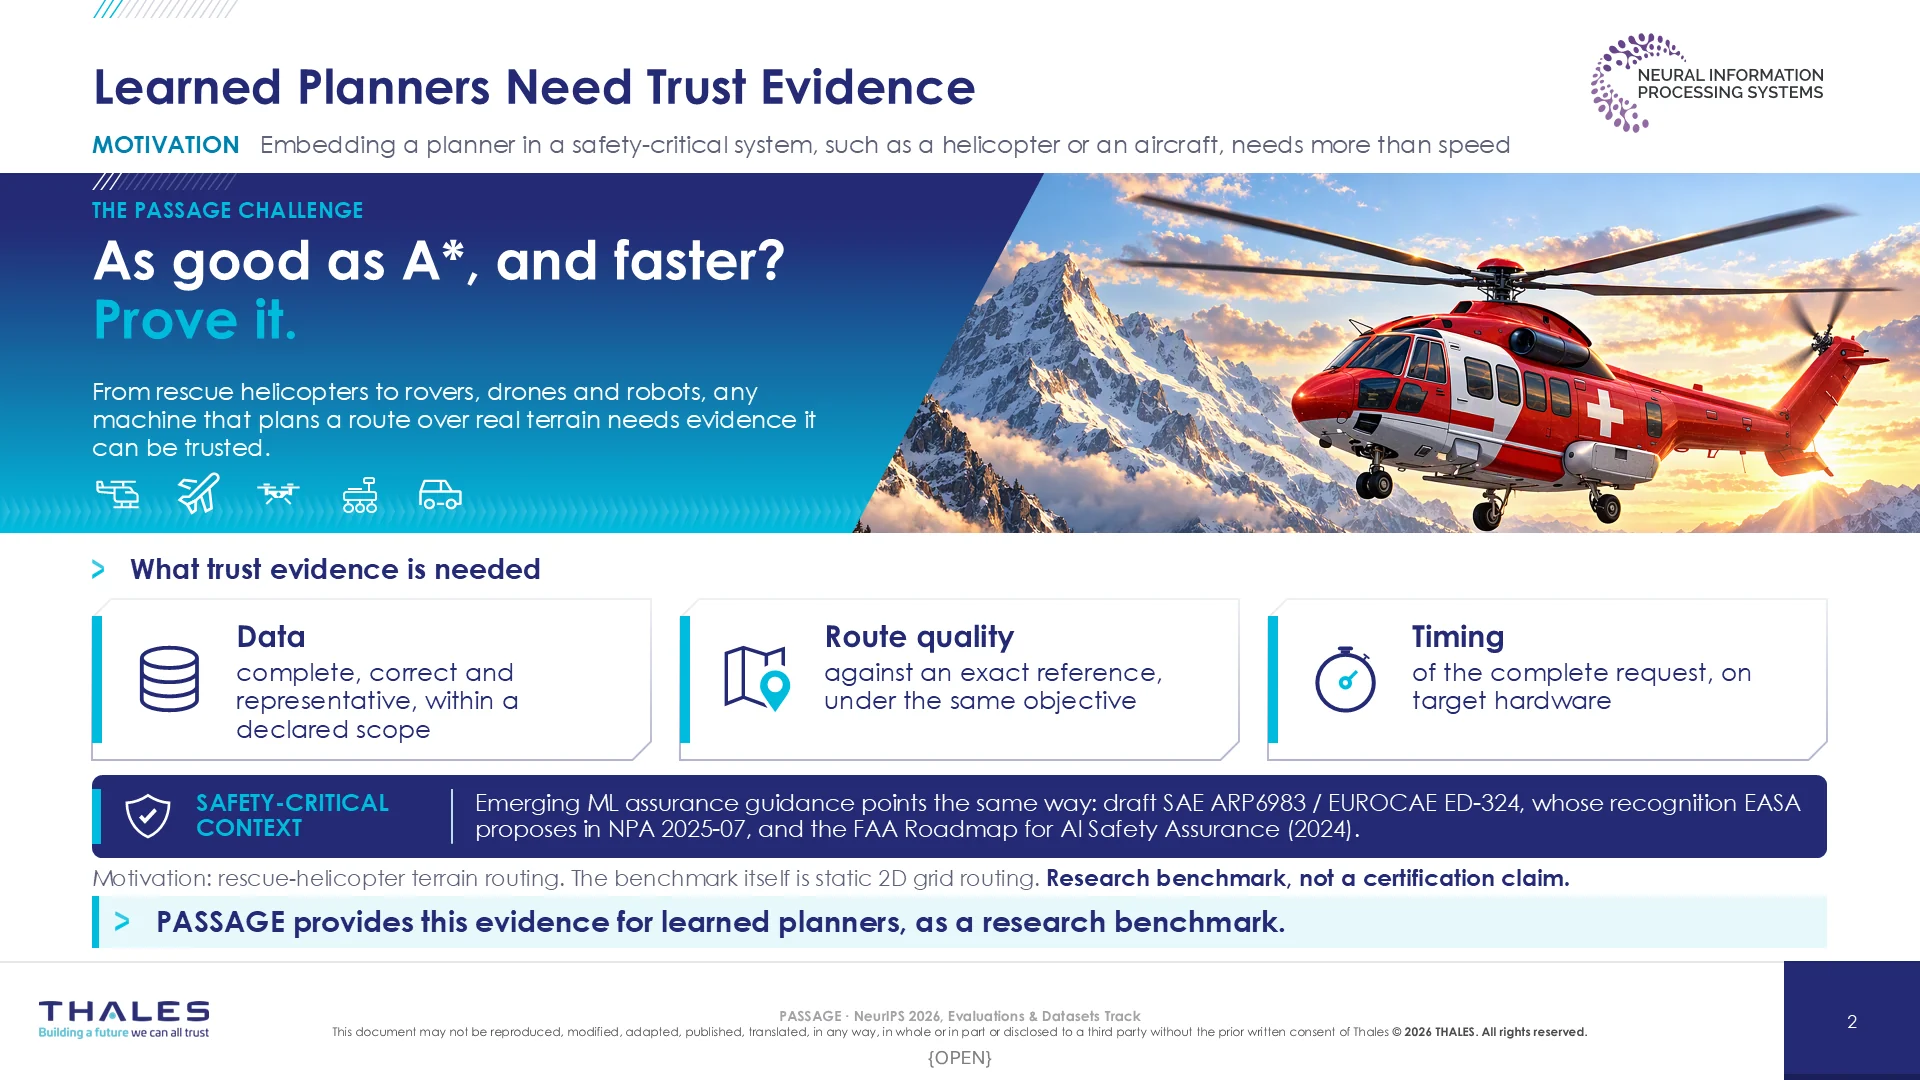 Learned Planners Need Trust Evidence
NEURAL INFORMATION
PROCESSING SYSTEMS
MOTIVATION Embedding a planner in a safety-critical system, such as a helicopter or an aircraft, needs more than speed
THE PASSAGE CHALLENGE
As good as A*, and faster?
Prove it.
From rescue helicopters to rovers, drones and robots, any
machine that plans a route over real terrain needs evidence it
can be trusted.
> What trust evidence is needed
Data
complete, correct and
representative, within a
declared scope
Route quality
against an exact reference,
under the same objective
Timing
of the complete request, on
target hardware
SAFETY-CRITICAL
CONTEXT
Emerging ML assurance guidance points the same way: draft SAE ARP6983 / EUROCAE ED-324, whose recognition EASA
proposes in NPA 2025-07, and the FAA Roadmap for AI Safety Assurance (2024).
Motivation: rescue-helicopter terrain routing. The benchmark itself is static 2D grid routing. Research benchmark, not a certification claim.
> PASSAGE provides this evidence for learned planners, as a research benchmark.
THALES
Building a future we can all trust
PASSAGE · NeurIPS 2026, Evaluations & Datasets Track
This document may not be reproduced, modified, adapted, published, translated, in any way, in whole or in part or disclosed to a third party without the prior written consent of Thales © 2026 THALES. All rights reserved.
{OPEN}
2